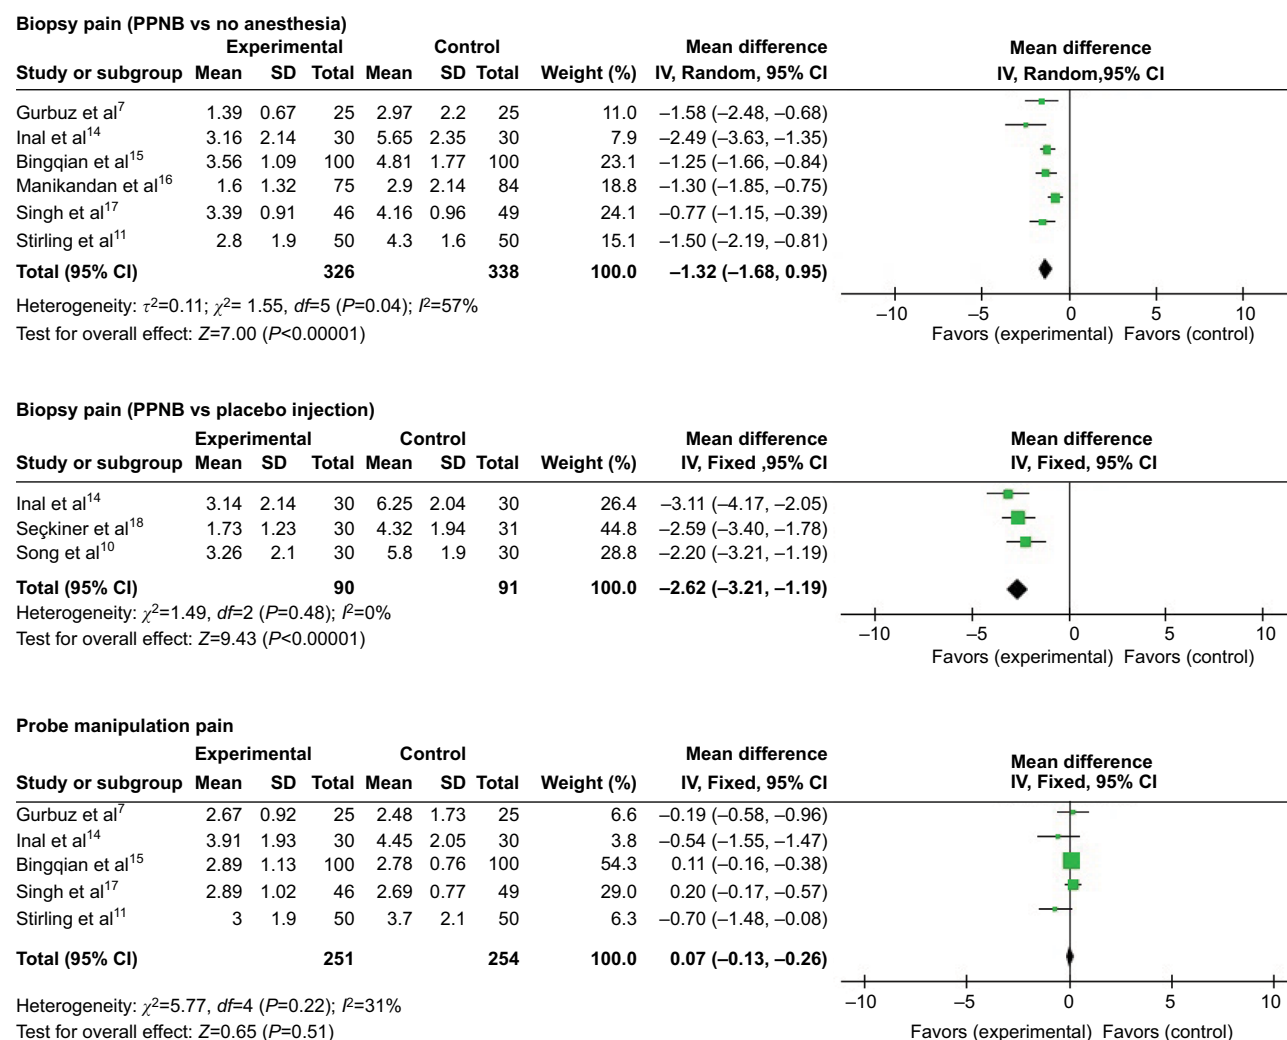 Biopsy pain (PPNB vs no anesthesia)
Experimental Control Mean difference Mean difference
Study or subgroup Mean SD Total Mean SD Total Weight (%) IV, Random, 95% CI IV, Random,95% CI
Gurbuz et al7 1.39 0.67 25 2.97 2.2 25 11.0 –1.58 (–2.48, –0.68)
Inal et al14 3.16 2.14 30 5.65 2.35 30 7.9 –2.49 (–3.63, –1.35)
Bingqian et al15 3.56 1.09 100 4.81 1.77 100 23.1 –1.25 (–1.66, –0.84)
Manikandan et al16 1.6 1.32 75 2.9 2.14 84 18.8 –1.30 (–1.85, –0.75)
Singh et al17 3.39 0.91 46 4.16 0.96 49 24.1 –0.77 (–1.15, –0.39)
Stirling et al11 2.8 1.9 50 4.3 1.6 50 15.1 –1.50 (–2.19, –0.81)
Total (95% CI) 326 338 100.0 –1.32 (–1.68, 0.95)
Heterogeneity: τ2=0.11; χ2= 1.55, df=5 (P=0.04); I2=57%
–10 –5 0 5 10
Test for overall effect: Z=7.00 (P<0.00001)
Favors (experimental) Favors (control)
Biopsy pain (PPNB vs placebo injection)
Experimental Control Mean difference Mean difference
Study or subgroup Mean SD Total Mean SD Total Weight (%) IV, Fixed ,95% CI IV, Fixed, 95% CI
Inal et al14 3.14 2.14 30 6.25 2.04 30 26.4 –3.11 (–4.17, –2.05)
Seçkiner et al18 1.73 1.23 30 4.32 1.94 31 44.8 –2.59 (–3.40, –1.78)
Song et al10 3.26 2.1 30 5.8 1.9 30 28.8 –2.20 (–3.21, –1.19)
Total (95% CI) 90 91 100.0 –2.62 (–3.21, –1.19)
Heterogeneity: χ2=1.49, df=2 (P=0.48); I2=0%
Test for overall effect: Z=9.43 (P<0.00001)
–10 –5 0 5 10
Favors (experimental) Favors (control)
Probe manipulation pain
Experimental Control Mean difference Mean difference
Study or subgroup Mean SD Total Mean SD Total Weight (%) IV, Fixed, 95% CI IV, Fixed, 95% CI
Gurbuz et al7 2.67 0.92 25 2.48 1.73 25 6.6 –0.19 (–0.58, –0.96)
Inal et al14 3.91 1.93 30 4.45 2.05 30 3.8 –0.54 (–1.55, –1.47)
Bingqian et al15 2.89 1.13 100 2.78 0.76 100 54.3 0.11 (–0.16, –0.38)
Singh et al17 2.89 1.02 46 2.69 0.77 49 29.0 0.20 (–0.17, –0.57)
Stirling et al11 3 1.9 50 3.7 2.1 50 6.3 –0.70 (–1.48, –0.08)
Total (95% CI) 251 254 100.0 0.07 (–0.13, –0.26)
Heterogeneity: χ2=5.77, df=4 (P=0.22); I2=31%
–10 –5 0 5 10
Test for overall effect: Z=0.65 (P=0.51)
Favors (experimental) Favors (control)